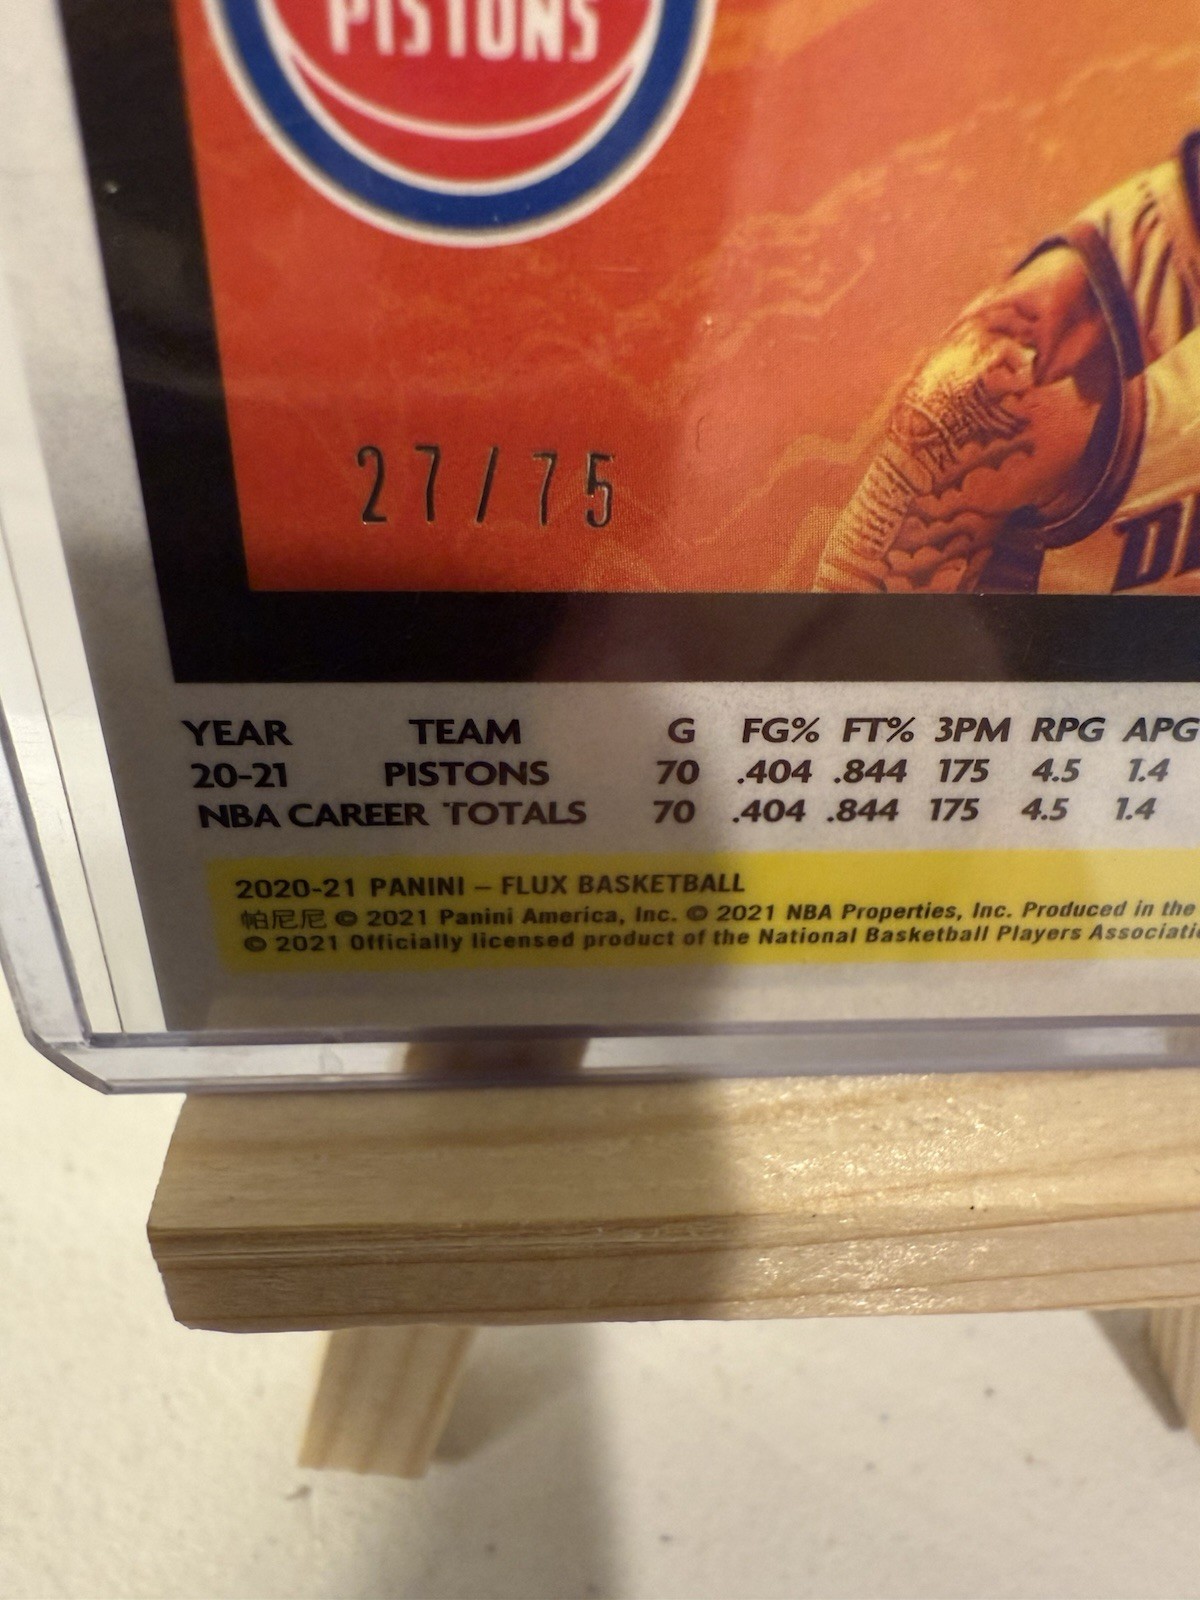 PISTONS
27/75
YEAR TEAM G FG% FT% 3PM RPG APG
20-21 PISTONS 70 .404 .844 175 4.5 1.4
NBA CAREER TOTALS 70 .404 .844 175 4.5 1.4
2020-21 PANINI – FLUX BASKETBALL
帕尼尼 © 2021 Panini America, Inc. © 2021 NBA Properties, Inc. Produced in the
© 2021 Officially licensed product of the National Basketball Players